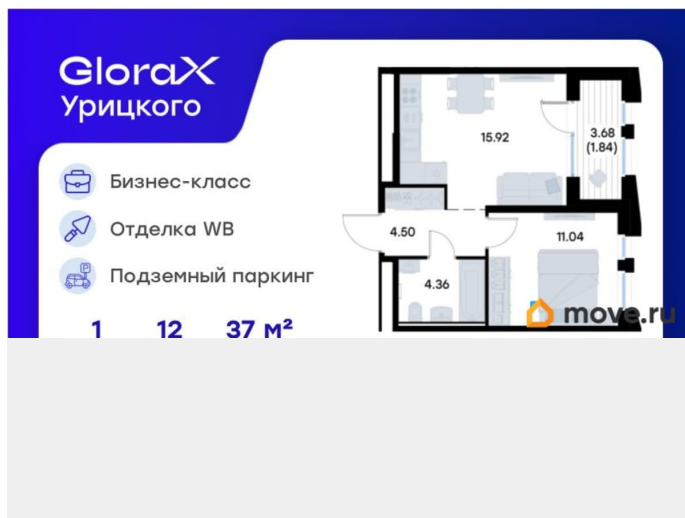 GloraX
Урицкого
Бизнес-класс
Отделка WB
Подземный паркинг
1 12 37 м²
15.92
3.68
(1.84)
4.50
11.04
4.36
move.ru